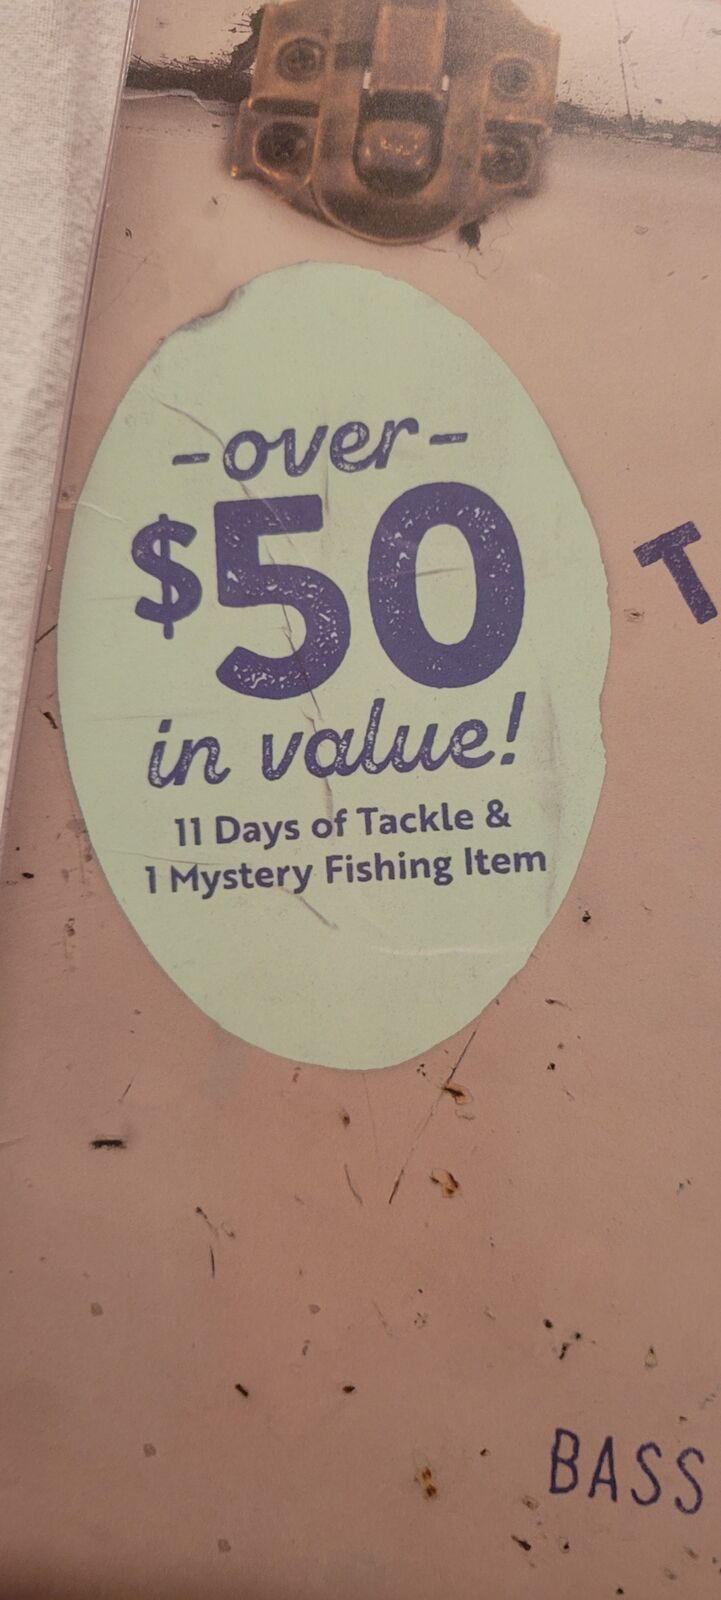 -over-
$50
in value!
11 Days of Tackle &
1 Mystery Fishing Item
T
BASS